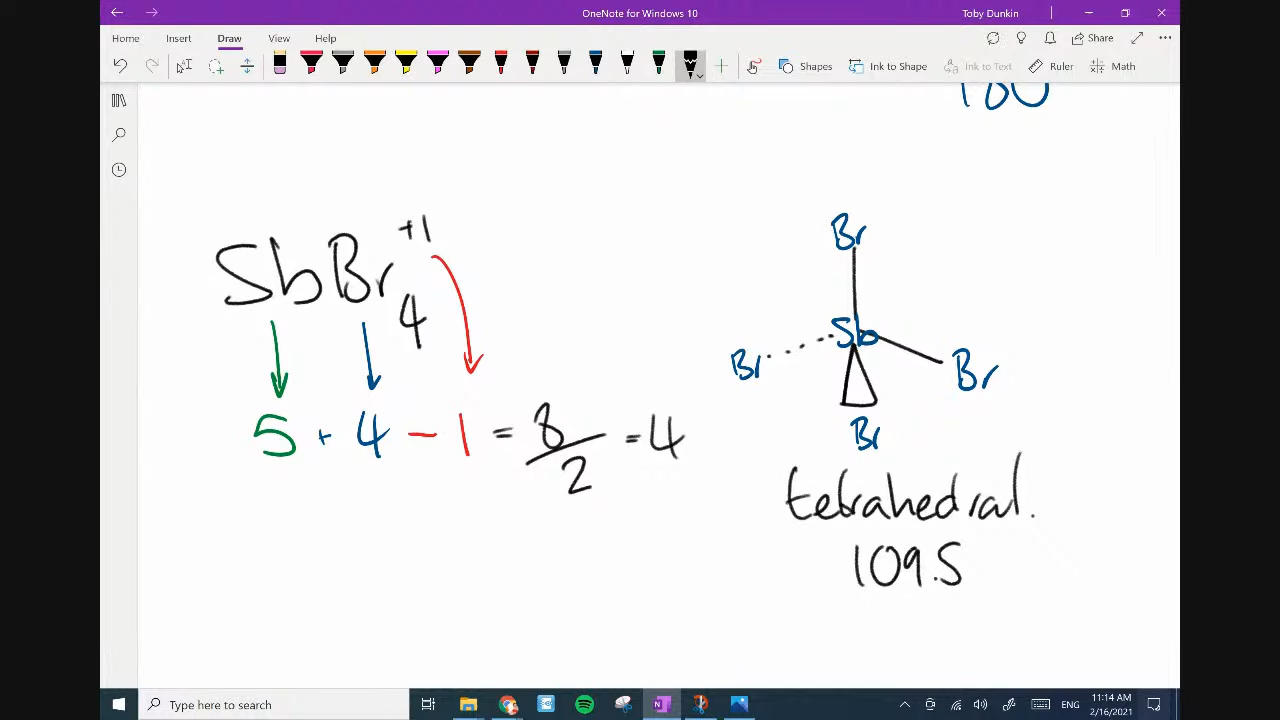 OneNote for Windows 10
Toby Dunkin
Home Insert Draw View Help
Share
Shapes Ink to Shape Ink to Text Ruler Math
180
SbBr4 +1
5 + 4 - 1 = 8/2 = 4
Br
Sb
Br
Br
Br
tetrahedral.
109.5
Type here to search
ENG
11:14 AM
2/16/2021